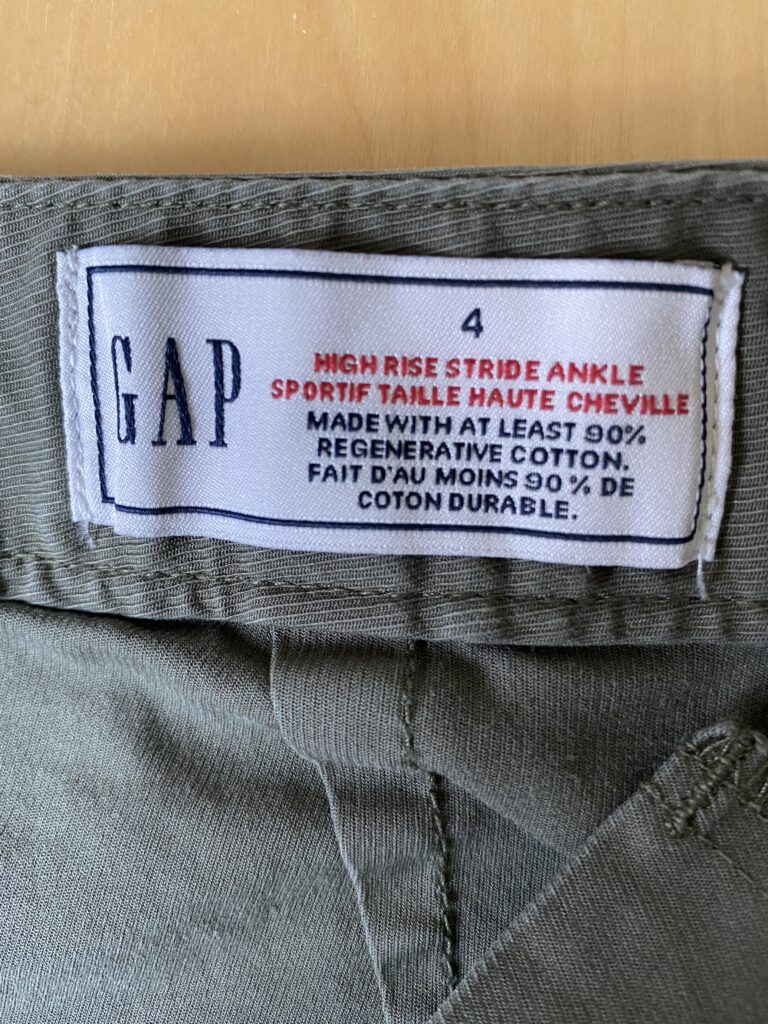 GAP
4
HIGH RISE STRIDE ANKLE
SPORTIF TAILLE HAUTE CHEVILLE
MADE WITH AT LEAST 90%
REGENERATIVE COTTON.
FAIT D'AU MOINS 90 % DE
COTON DURABLE.